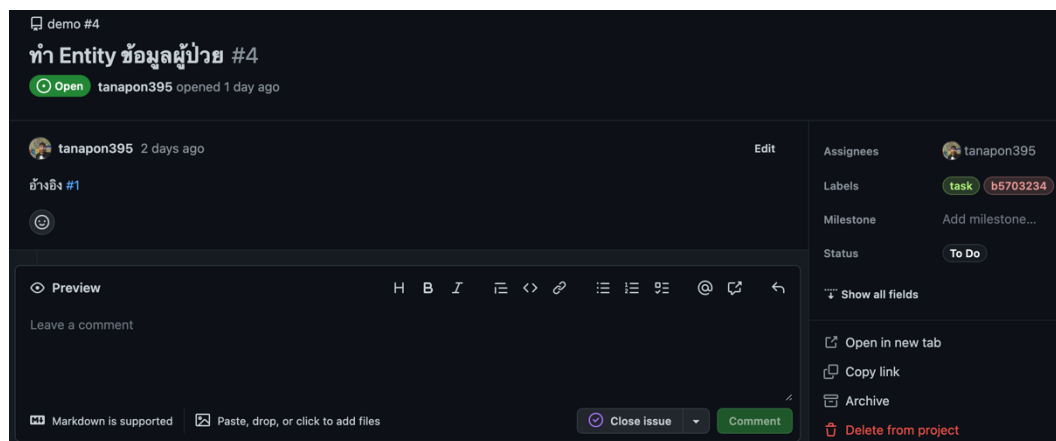 demo #4
ทำ Entity ข้อมูลผู้ป่วย #4
Open tanapon395 opened 1 day ago
tanapon395 2 days ago Edit
อ้างอิง #1
Assignees tanapon395
Labels task b5703234
Milestone Add milestone...
Status To Do
Show all fields
Preview H B I
Leave a comment
Markdown is supported Paste, drop, or click to add files Close issue Comment
Open in new tab
Copy link
Archive
Delete from project